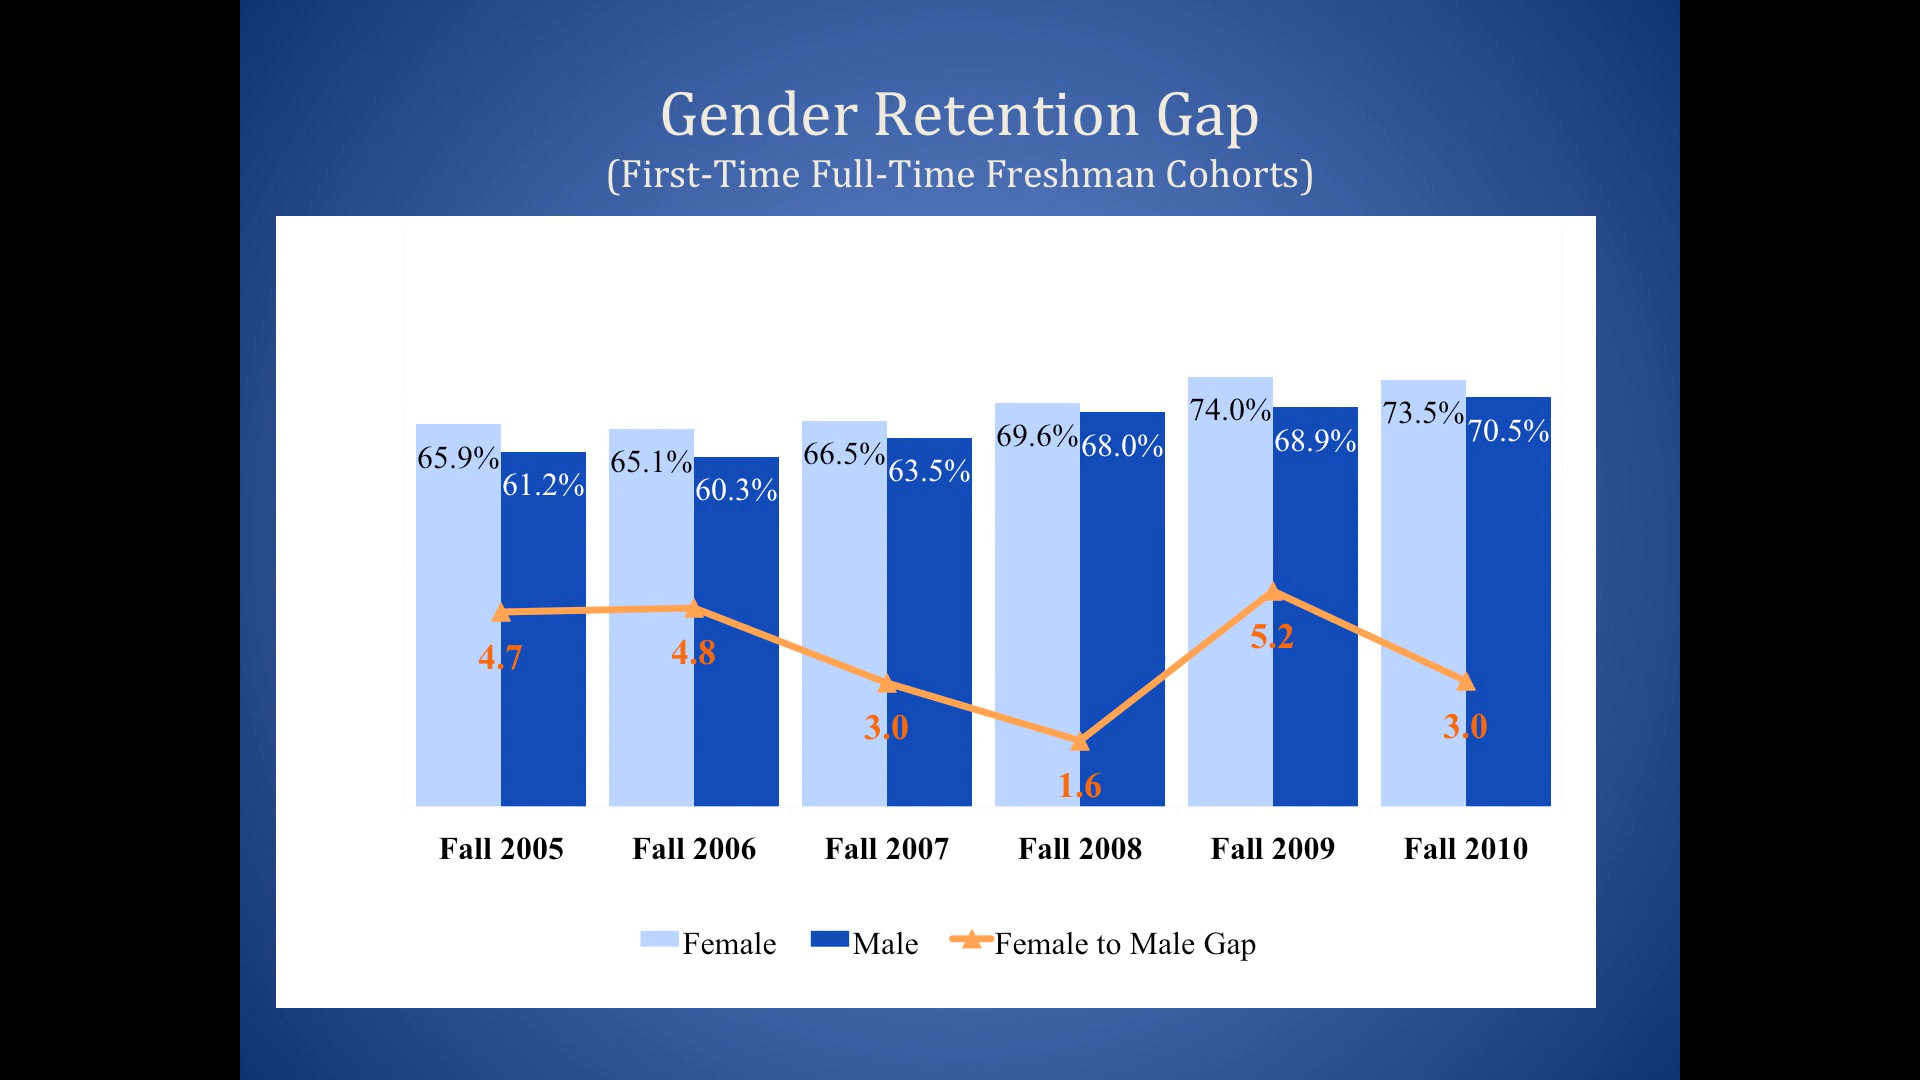 Gender Retention Gap
(First-Time Full-Time Freshman Cohorts)
65.9% 61.2% 65.1% 60.3% 66.5% 63.5% 69.6% 68.0% 74.0% 68.9% 73.5% 70.5%
4.7 4.8 3.0 1.6 5.2 3.0
Fall 2005 Fall 2006 Fall 2007 Fall 2008 Fall 2009 Fall 2010
Female Male Female to Male Gap